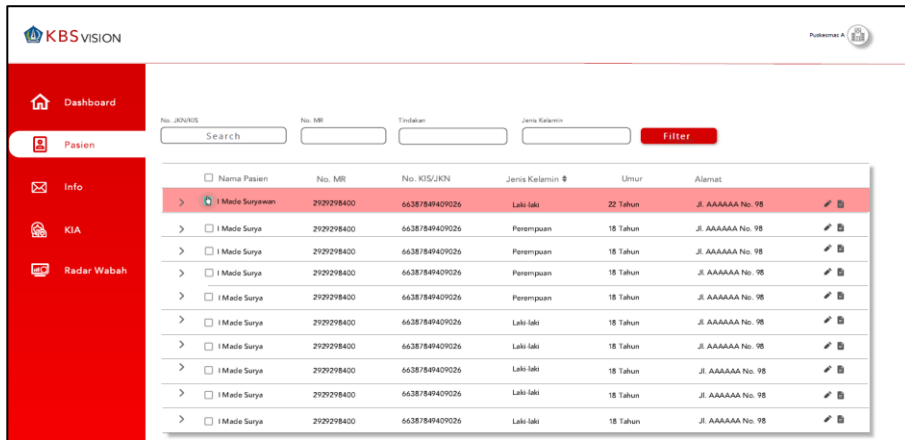 KBS VISION
Puskesmas A
Dashboard
Pasien
Info
KIA
Radar Wabah
No. JKN/KIS No. MR Tindakan Jenis Kelamin
Search Filter
Nama Pasien No. MR No. KIS/JKN Jenis Kelamin Umur Alamat
I Made Suryawan 2929298400 66387849409026 Laki-laki 22 Tahun Jl. AAAAAA No. 98
I Made Surya 2929298400 66387849409026 Perempuan 18 Tahun Jl. AAAAAA No. 98
I Made Surya 2929298400 66387849409026 Perempuan 18 Tahun Jl. AAAAAA No. 98
I Made Surya 2929298400 66387849409026 Perempuan 18 Tahun Jl. AAAAAA No. 98
I Made Surya 2929298400 66387849409026 Perempuan 18 Tahun Jl. AAAAAA No. 98
I Made Surya 2929298400 66387849409026 Laki-laki 18 Tahun Jl. AAAAAA No. 98
I Made Surya 2929298400 66387849409026 Laki-laki 18 Tahun Jl. AAAAAA No. 98
I Made Surya 2929298400 66387849409026 Laki-laki 18 Tahun Jl. AAAAAA No. 98
I Made Surya 2929298400 66387849409026 Laki-laki 18 Tahun Jl. AAAAAA No. 98
I Made Surya 2929298400 66387849409026 Laki-laki 18 Tahun Jl. AAAAAA No. 98